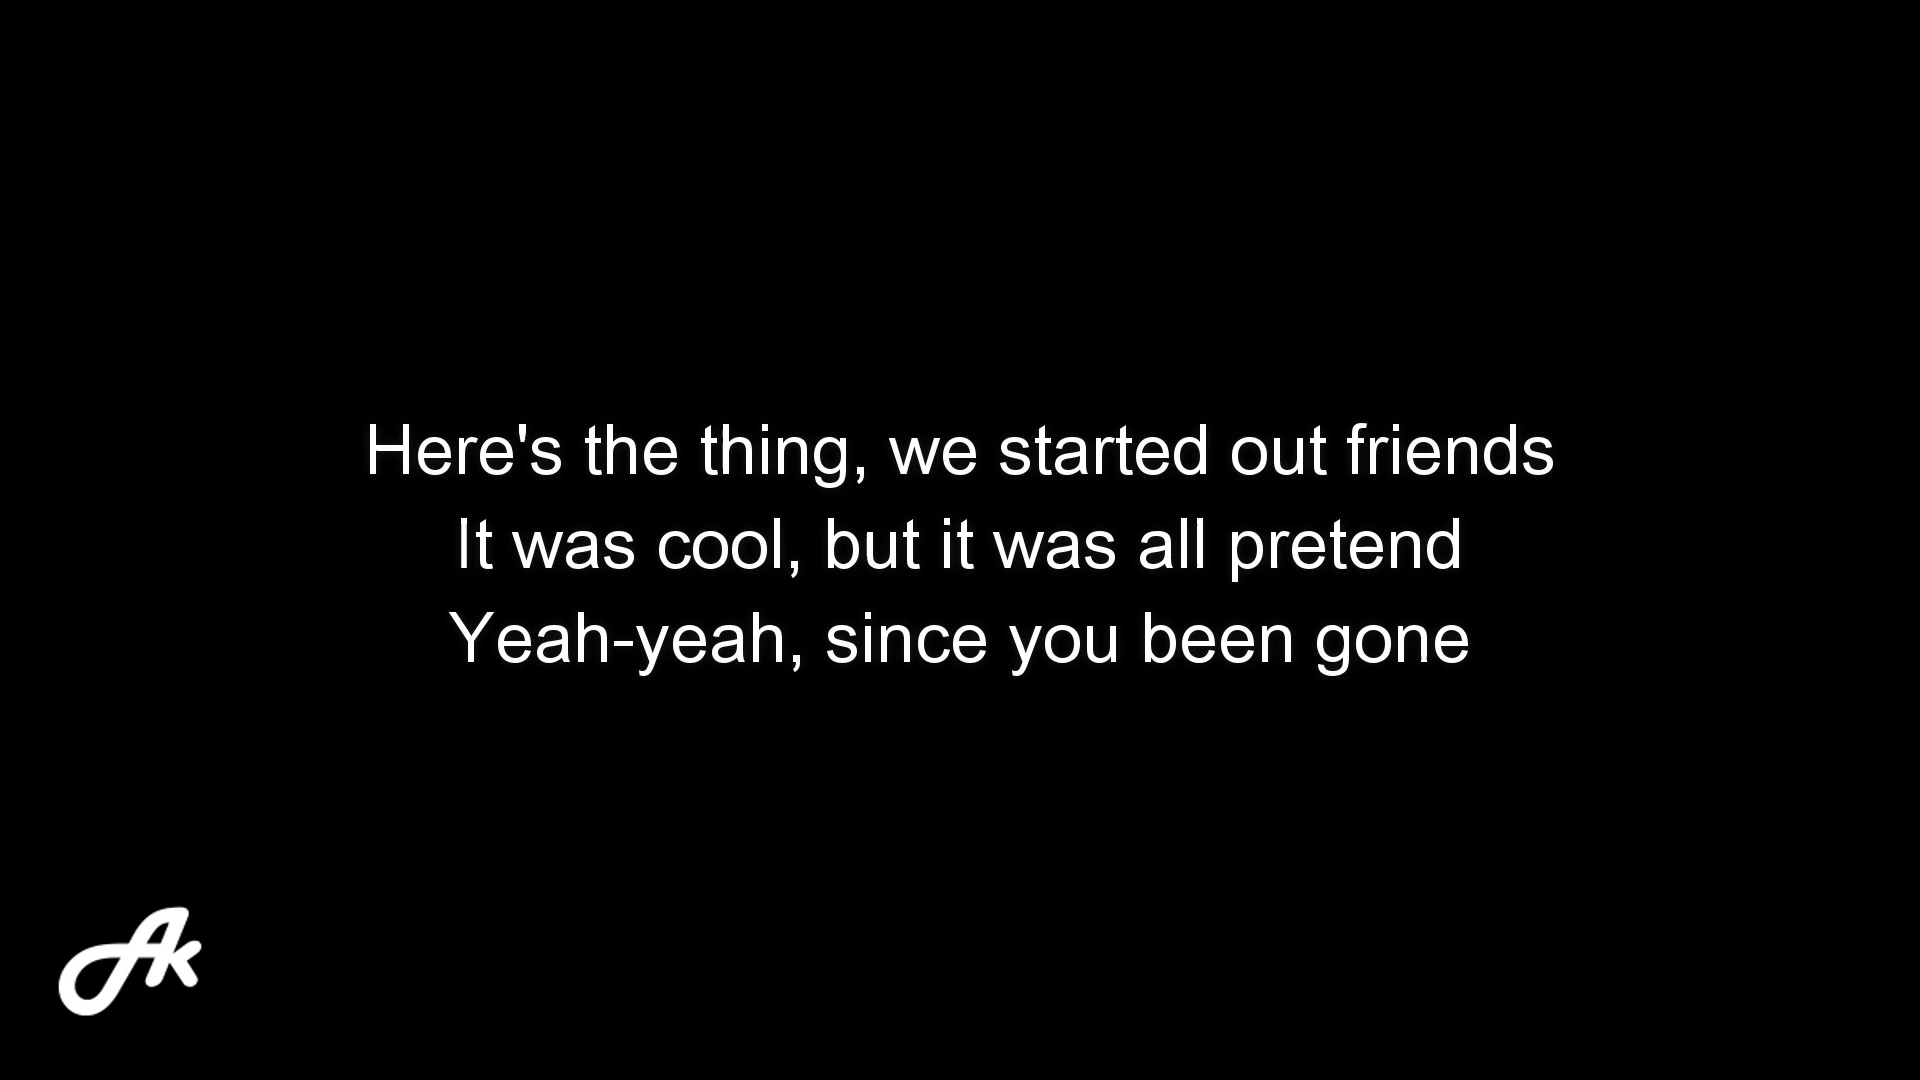 Here's the thing, we started out friends
It was cool, but it was all pretend
Yeah-yeah, since you been gone
Ak